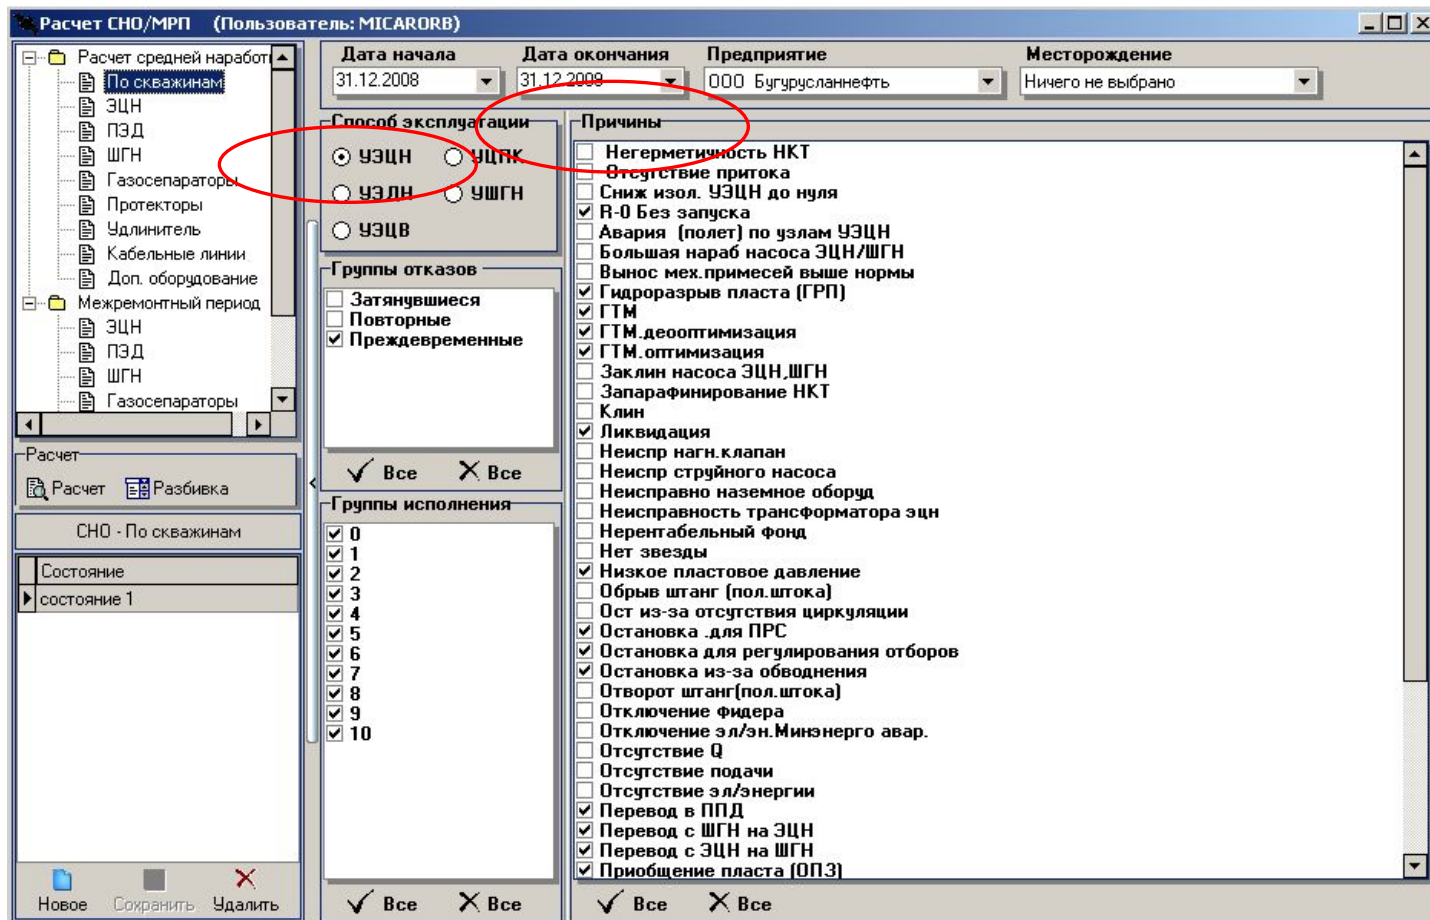 Расчет СНО/МРП (Пользователь: MICARORB)
Расчет средней наработ
По скважинам
ЭЦН
ПЭД
ШГН
Газосепараторы
Протекторы
Удлинитель
Кабельные линии
Доп. оборудование
Межремонтный период
ЭЦН
ПЭД
ШГН
Газосепараторы
Расчет
Расчет Разбивка
СНО - По скважинам
Состояние
состояние 1
Новое Сохранить Удалить
Дата начала Дата окончания Предприятие Месторождение
31.12.2008 31.12.2009 ООО Бугурусланнефть Ничего не выбрано
Способ эксплуатации
УЭЦН УЦПК
УЭЛН УШГН
УЭЦВ
Группы отказов
Затянувшиеся
Повторные
Преждевременные
Все Все
Группы исполнения
0
1
2
3
4
5
6
7
8
9
10
Все Все
Причины
Негерметичность НКТ
Отсутствие притока
Сниж изол. УЭЦН до нуля
R-0 Без запуска
Авария (полет) по узлам УЭЦН
Большая нараб насоса ЭЦН/ШГН
Вынос мех.примесей выше нормы
Гидроразрыв пласта (ГРП)
ГТМ
ГТМ.деооптимизация
ГТМ.оптимизация
Заклин насоса ЭЦН,ШГН
Запарафинирование НКТ
Клин
Ликвидация
Неиспр нагн.клапан
Неиспр струйного насоса
Неисправно наземное оборуд
Неисправность трансформатора эцн
Нерентабельный фонд
Нет звезды
Низкое пластовое давление
Обрыв штанг (пол.штока)
Ост из-за отсутствия циркуляции
Остановка .для ПРС
Остановка для регулирования отборов
Остановка из-за обводнения
Отворот штанг(пол.штока)
Отключение фидера
Отключение эл/эн.Минэнерго авар.
Отсутствие Q
Отсутствие подачи
Отсутствие эл/энергии
Перевод в ППД
Перевод с ШГН на ЭЦН
Перевод с ЭЦН на ШГН
Приобщение пласта (ОПЗ)
Все Все